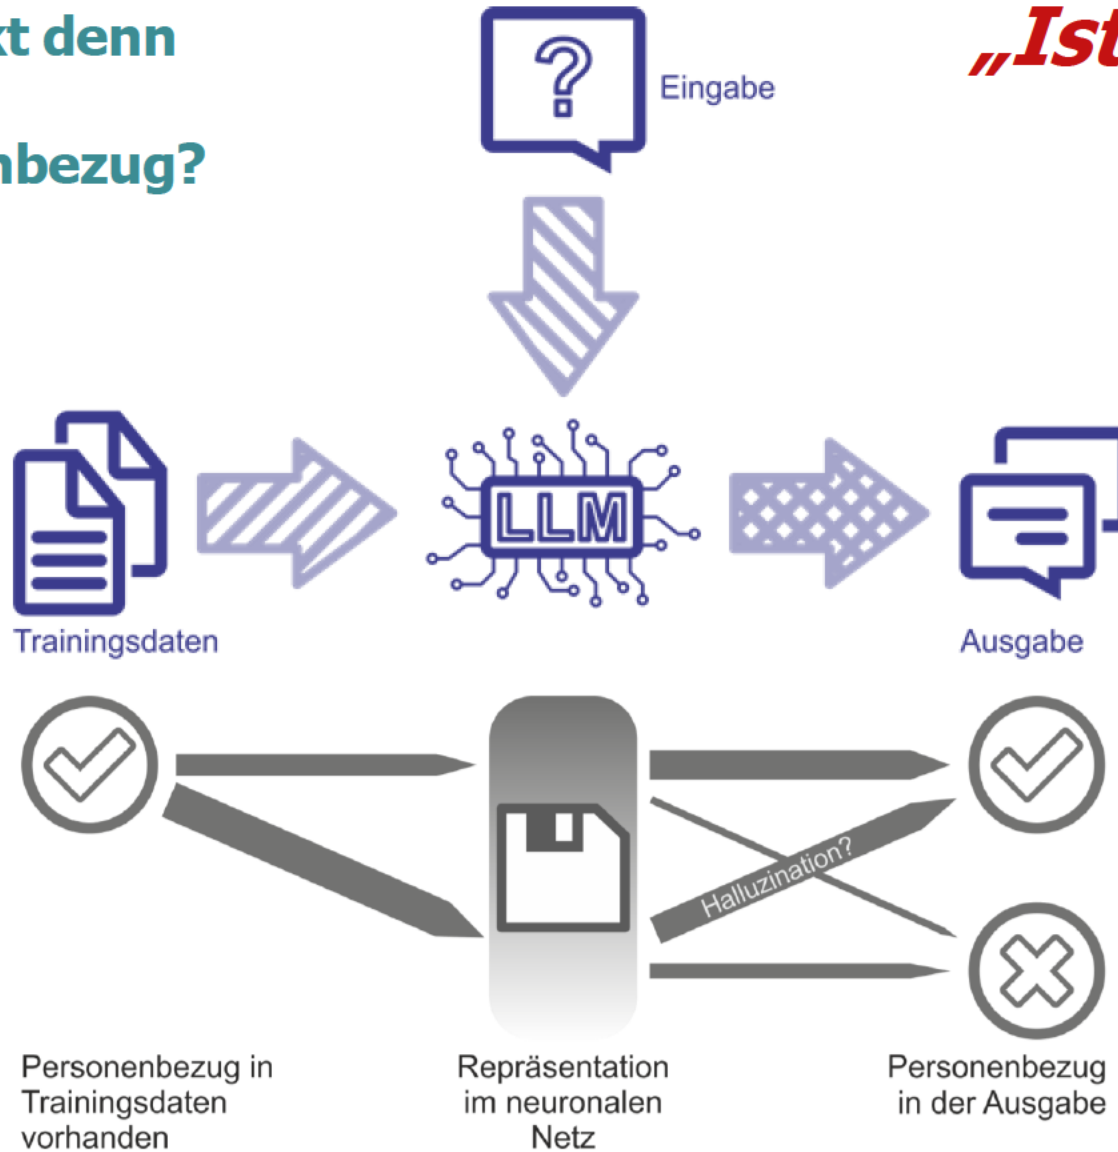 kt denn
nbezug?
„Ist
?
Eingabe
LLM
Trainingsdaten
Ausgabe
Halluzination?
Personenbezug in
Trainingsdaten
vorhanden
Repräsentation
im neuronalen
Netz
Personenbezug
in der Ausgabe